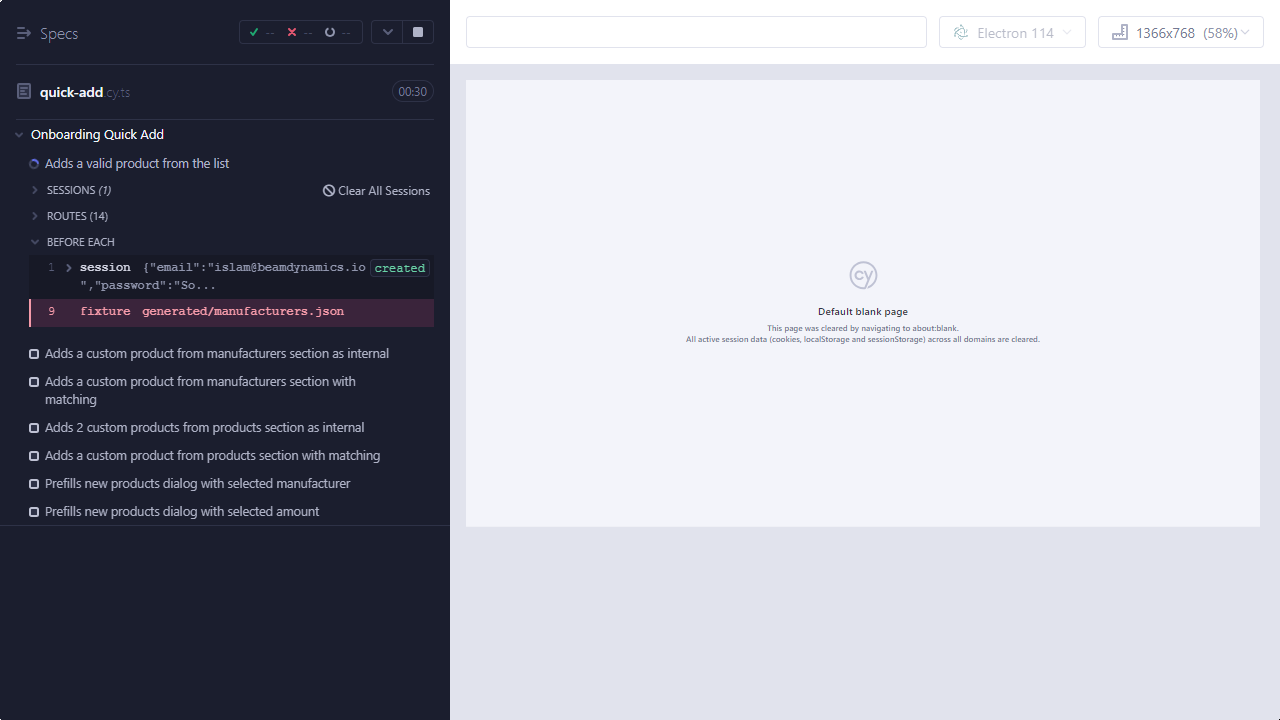 Specs
-- -- --
quick-add.cy.ts
00:30
Onboarding Quick Add
Adds a valid product from the list
SESSIONS (1)
Clear All Sessions
ROUTES (14)
BEFORE EACH
1 session {"email":"islam@beamdynamics.io created
","password":"So...
9 fixture generated/manufacturers.json
Adds a custom product from manufacturers section as internal
Adds a custom product from manufacturers section with
matching
Adds 2 custom products from products section as internal
Adds a custom product from products section with matching
Prefills new products dialog with selected manufacturer
Prefills new products dialog with selected amount
Electron 114
1366x768 (58%)
cy
Default blank page
This page was cleared by navigating to about:blank.
All active session data (cookies, localStorage and sessionStorage) across all domains are cleared.